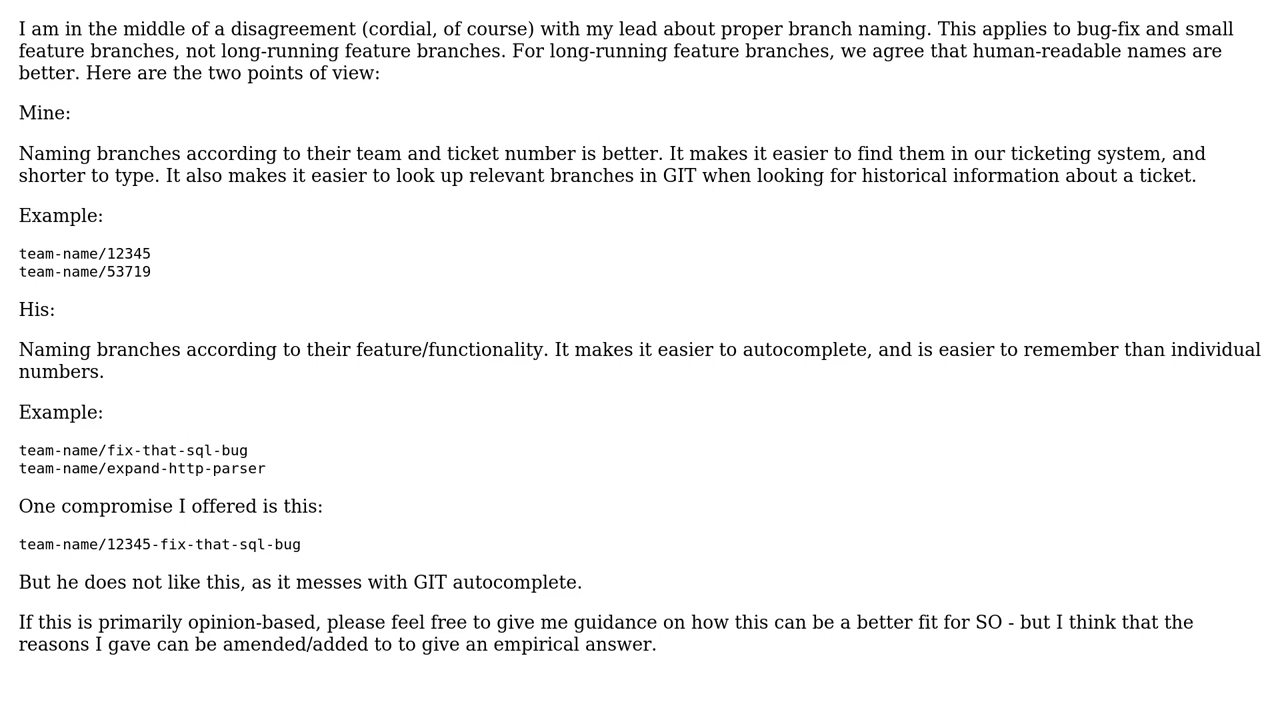 I am in the middle of a disagreement (cordial, of course) with my lead about proper branch naming. This applies to bug-fix and small
feature branches, not long-running feature branches. For long-running feature branches, we agree that human-readable names are
better. Here are the two points of view:
Mine:
Naming branches according to their team and ticket number is better. It makes it easier to find them in our ticketing system, and
shorter to type. It also makes it easier to look up relevant branches in GIT when looking for historical information about a ticket.
Example:
team-name/12345
team-name/53719
His:
Naming branches according to their feature/functionality. It makes it easier to autocomplete, and is easier to remember than individual
numbers.
Example:
team-name/fix-that-sql-bug
team-name/expand-http-parser
One compromise I offered is this:
team-name/12345-fix-that-sql-bug
But he does not like this, as it messes with GIT autocomplete.
If this is primarily opinion-based, please feel free to give me guidance on how this can be a better fit for SO - but I think that the
reasons I gave can be amended/added to to give an empirical answer.